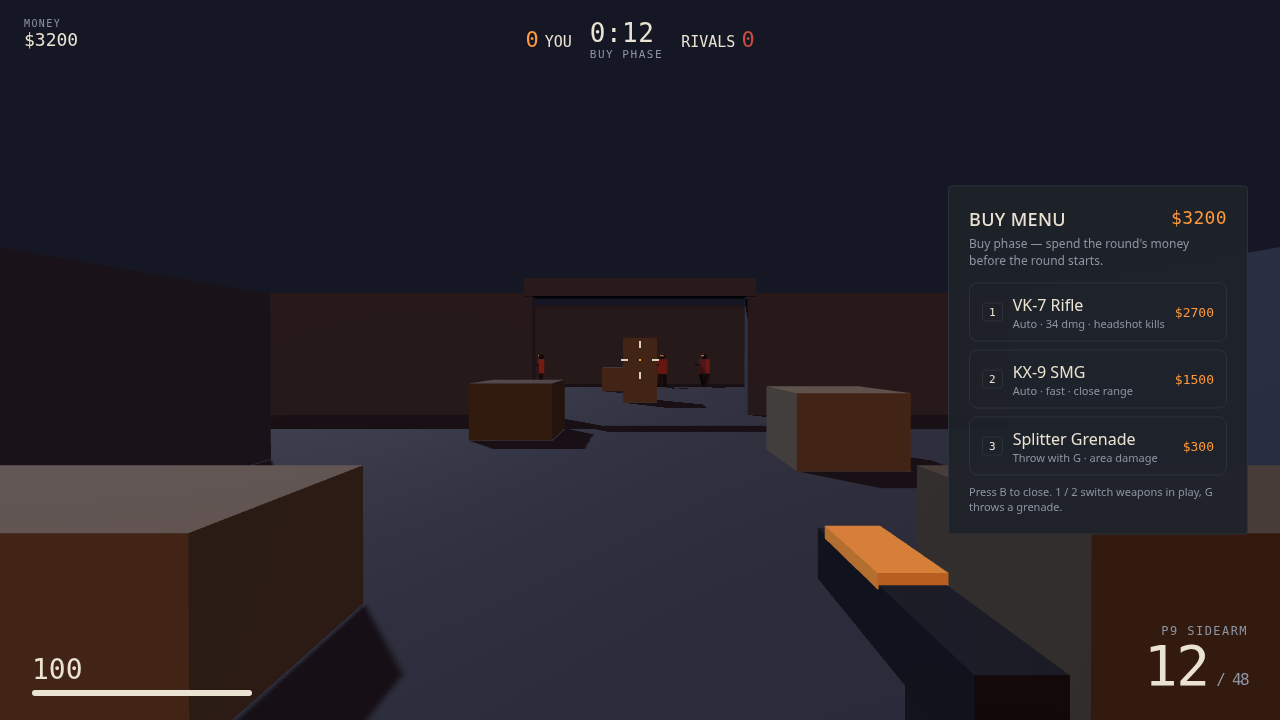 MONEY
$3200
0 YOU 0:12 RIVALS 0
BUY PHASE
BUY MENU $3200
Buy phase — spend the round's money
before the round starts.
1 VK-7 Rifle $2700
Auto · 34 dmg · headshot kills
2 KX-9 SMG $1500
Auto · fast · close range
3 Splitter Grenade $300
Throw with G · area damage
Press B to close. 1 / 2 switch weapons in play, G
throws a grenade.
100
P9 SIDEARM
12 / 48